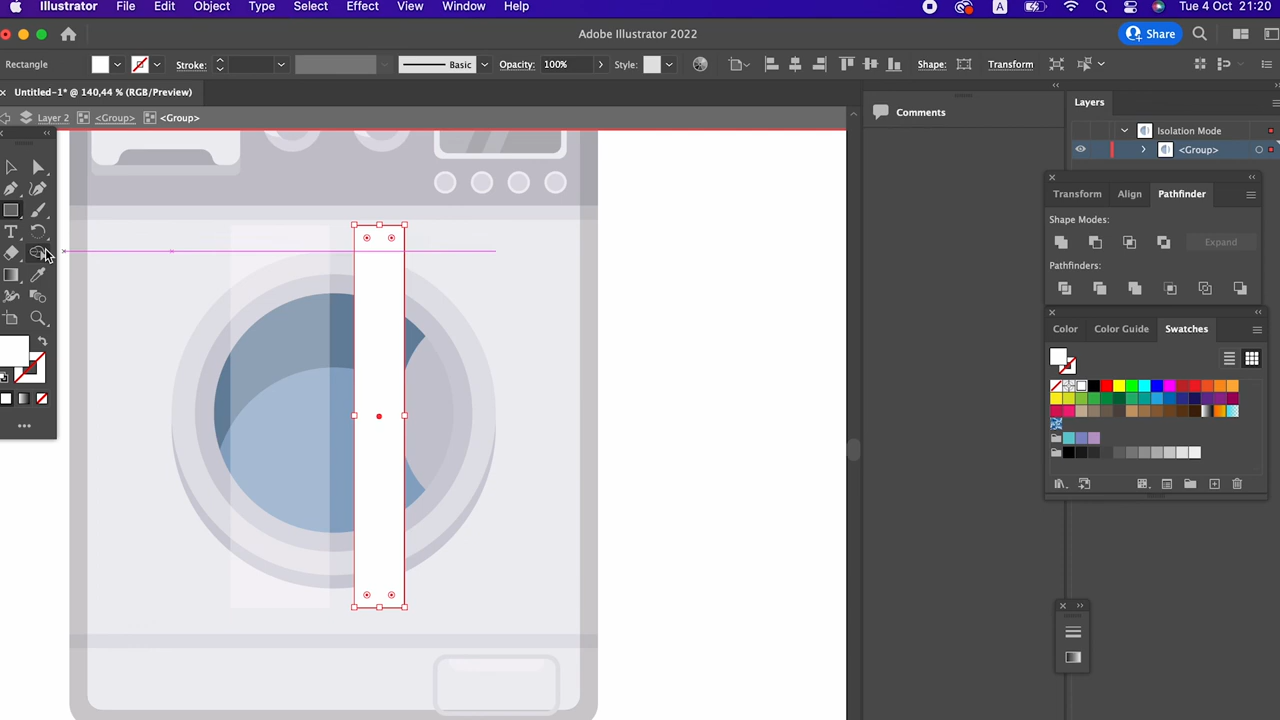 Illustrator File Edit Object Type Select Effect View Window Help
A Tue 4 Oct 21:20
Adobe Illustrator 2022
Share
Rectangle
Stroke:
Basic
Opacity: 100%
Style:
Shape:
Transform
Untitled-1* @ 140,44 % (RGB/Preview)
Layer 2 <Group> <Group>
Comments
Layers
Isolation Mode
<Group>
Transform Align Pathfinder
Shape Modes:
Expand
Pathfinders:
Color Color Guide Swatches
T